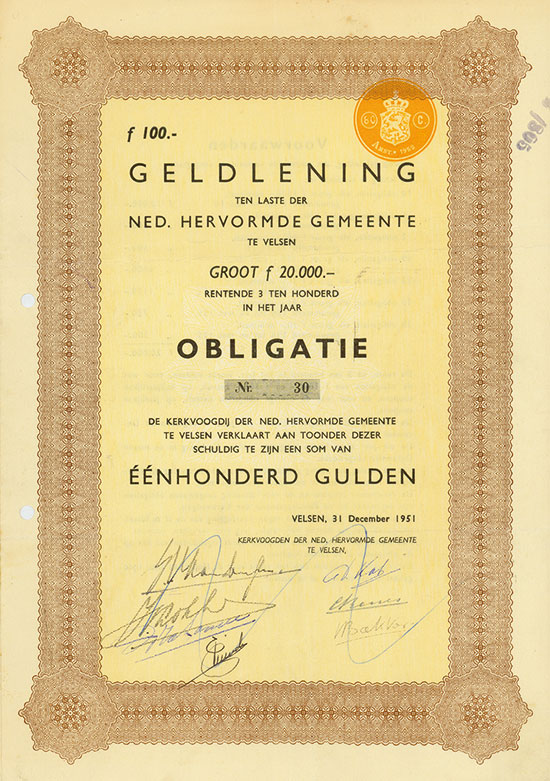 f 100.-
GELDLENING
TEN LASTE DER
NED. HERVORMDE GEMEENTE
TE VELSEN
GROOT f 20.000.–
RENTENDE 3 TEN HONDERD
IN HET JAAR
OBLIGATIE
Nr. 30
DE KERKVOOGDIJ DER NED. HERVORMDE GEMEENTE
TE VELSEN VERKLAART AAN TOONDER DEZER
SCHULDIG TE ZIJN EEN SOM VAN
ÉÉNHONDERD GULDEN
VELSEN, 31 December 1951
KERKVOOGDEN DER NED. HERVORMDE GEMEENTE
TE VELSEN,
Bakker